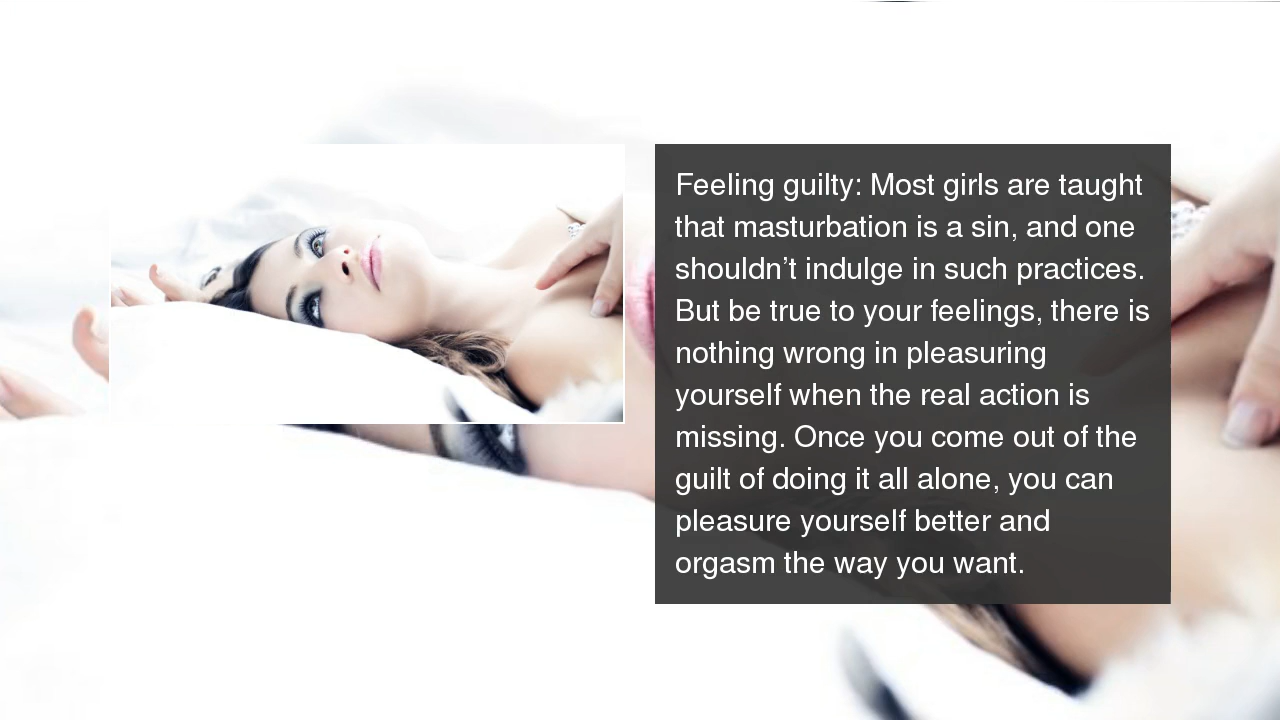 Feeling guilty: Most girls are taught
that masturbation is a sin, and one
shouldn’t indulge in such practices.
But be true to your feelings, there is
nothing wrong in pleasuring
yourself when the real action is
missing. Once you come out of the
guilt of doing it all alone, you can
pleasure yourself better and
orgasm the way you want.